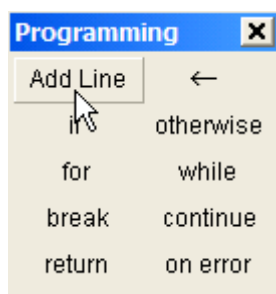 Programming
Add Line ←
if otherwise
for while
break continue
return on error